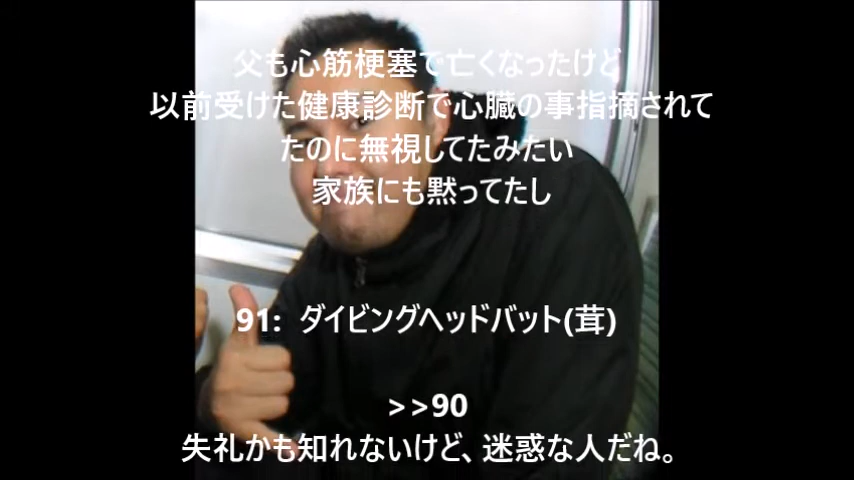 父も心筋梗塞で亡くなったけど
以前受けた健康診断で心臓の事指摘されて
たのに無視してたみたい
家族にも黙ってたし
91: ダイビングヘッドバット(茸)
>>90
失礼かも知れないけど、迷惑な人だね。